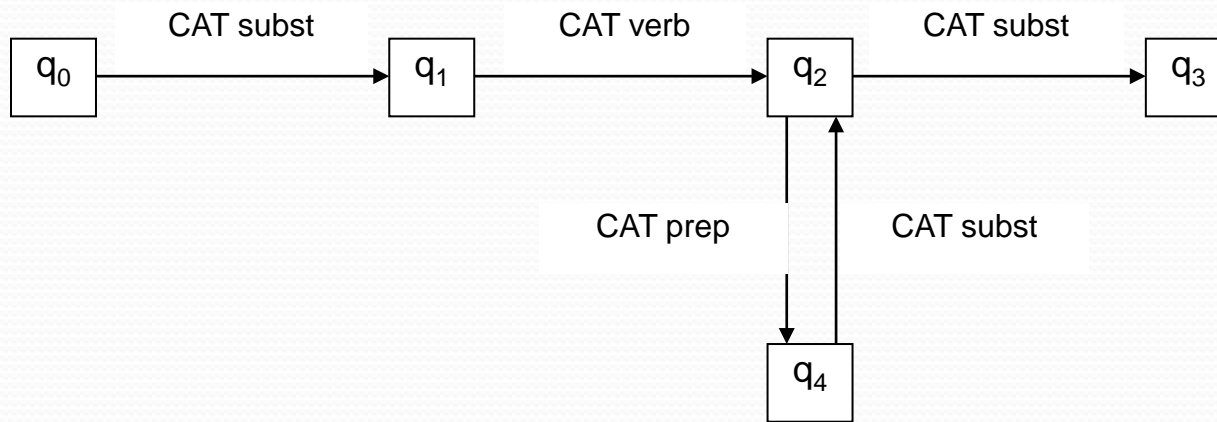 CAT subst CAT verb CAT subst
q0 q1 q2 q3
CAT prep CAT subst
q4